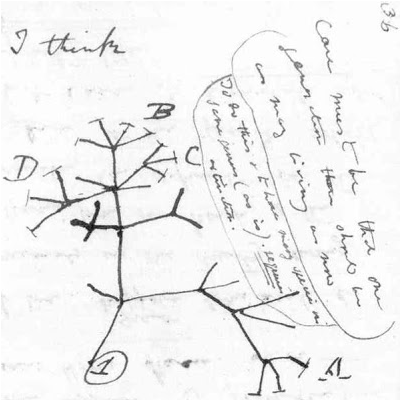 36
I think
Case must be that one
generation then should be
as many living as now
To do this & to have many species in
same genus (as is). requires
extinction.
B
C
D
A
1